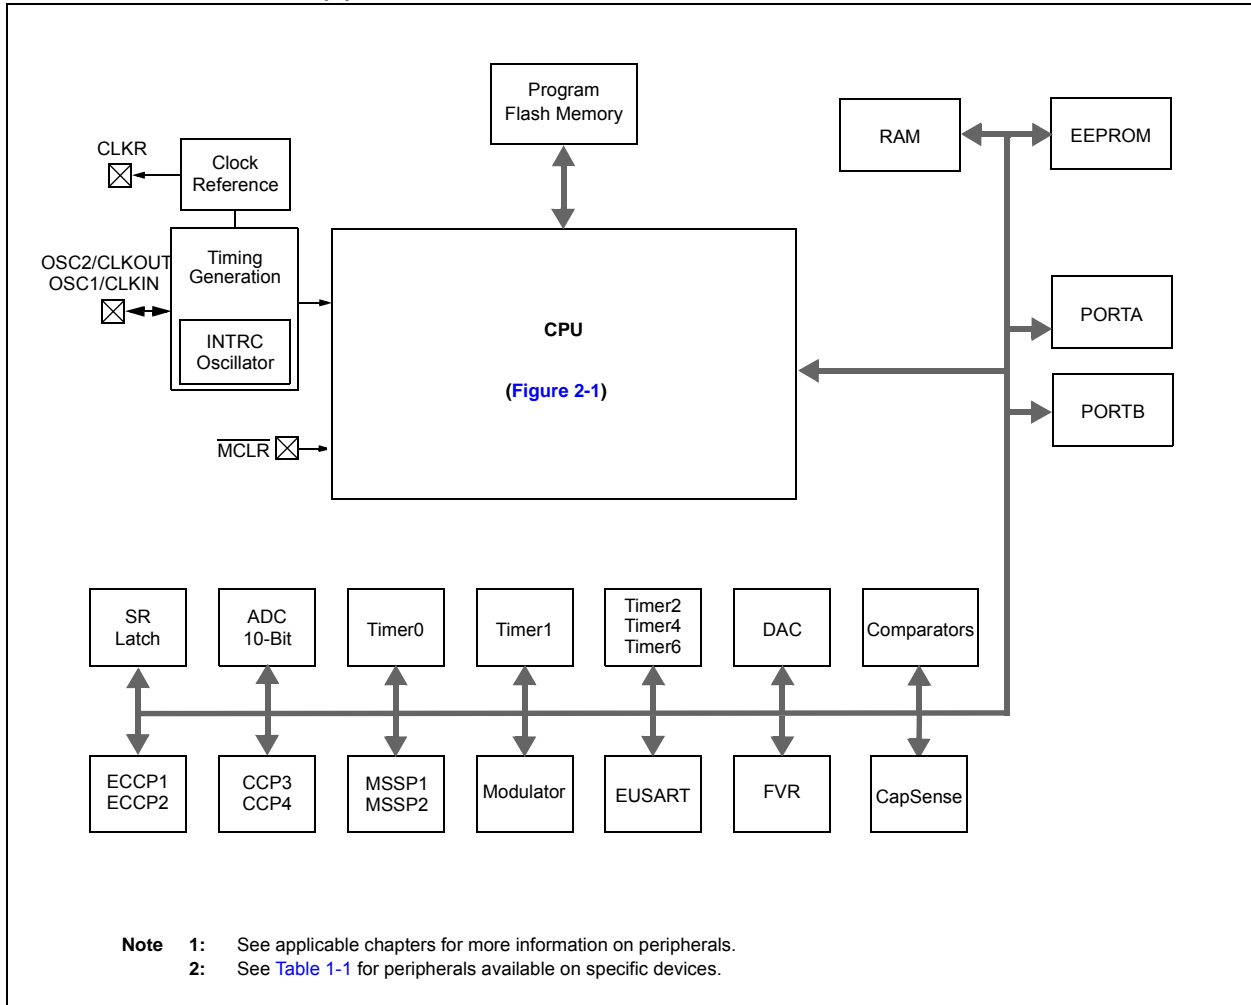 Program
Flash Memory
RAM
EEPROM
CLKR
Clock
Reference
OSC2/CLKOUT
OSC1/CLKIN
Timing
Generation
INTRC
Oscillator
CPU
(Figure 2-1)
PORTA
PORTB
MCLR
SR
Latch
ADC
10-Bit
Timer0
Timer1
Timer2
Timer4
Timer6
DAC
Comparators
ECCP1
ECCP2
CCP3
CCP4
MSSP1
MSSP2
Modulator
EUSART
FVR
CapSense
Note 1: See applicable chapters for more information on peripherals.
2: See Table 1-1 for peripherals available on specific devices.